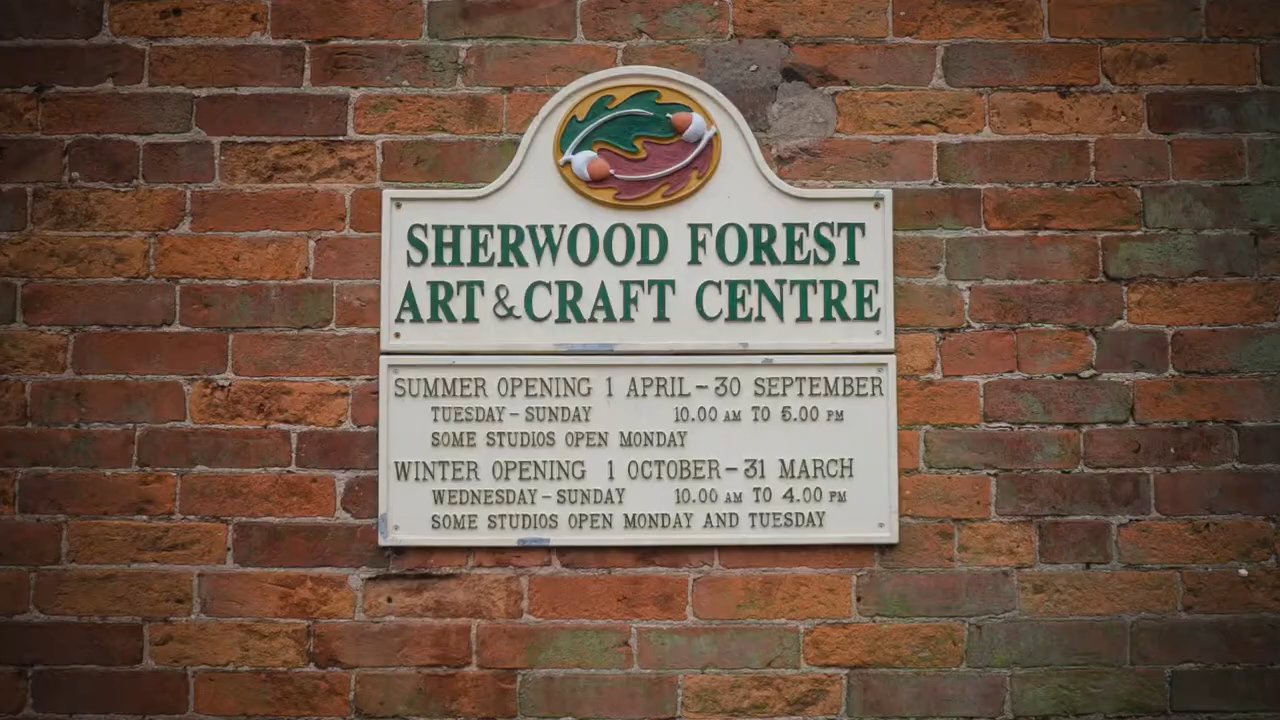 SHERWOOD FOREST
ART & CRAFT CENTRE
SUMMER OPENING 1 APRIL – 30 SEPTEMBER
TUESDAY – SUNDAY 10.00 AM TO 5.00 PM
SOME STUDIOS OPEN MONDAY
WINTER OPENING 1 OCTOBER – 31 MARCH
WEDNESDAY – SUNDAY 10.00 AM TO 4.00 PM
SOME STUDIOS OPEN MONDAY AND TUESDAY